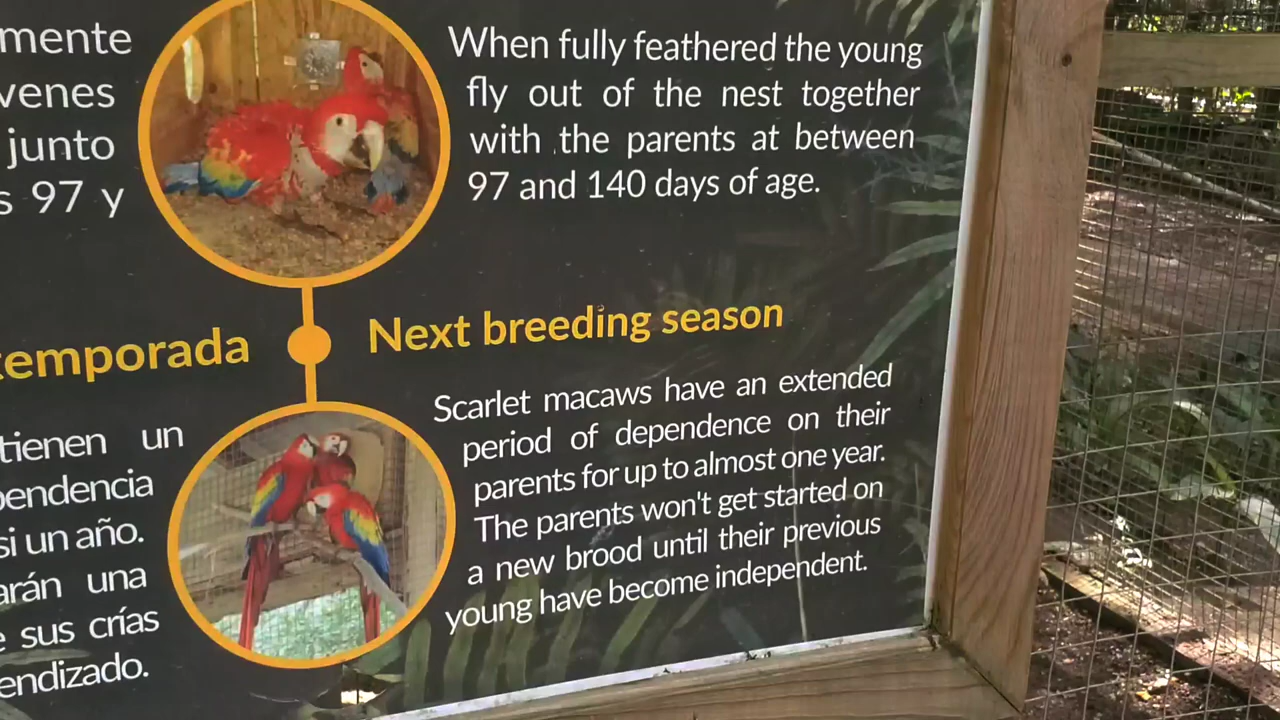 mente
venes
junto
97 y
When fully feathered the young
fly out of the nest together
with the parents at between
97 and 140 days of age.
temporada
Next breeding season
tienen un
si un año.
arán una
sus crías
Scarlet macaws have an extended
period of dependence on their
parents for up to almost one year.
The parents won't get started on
a new brood until their previous
young have become independent.